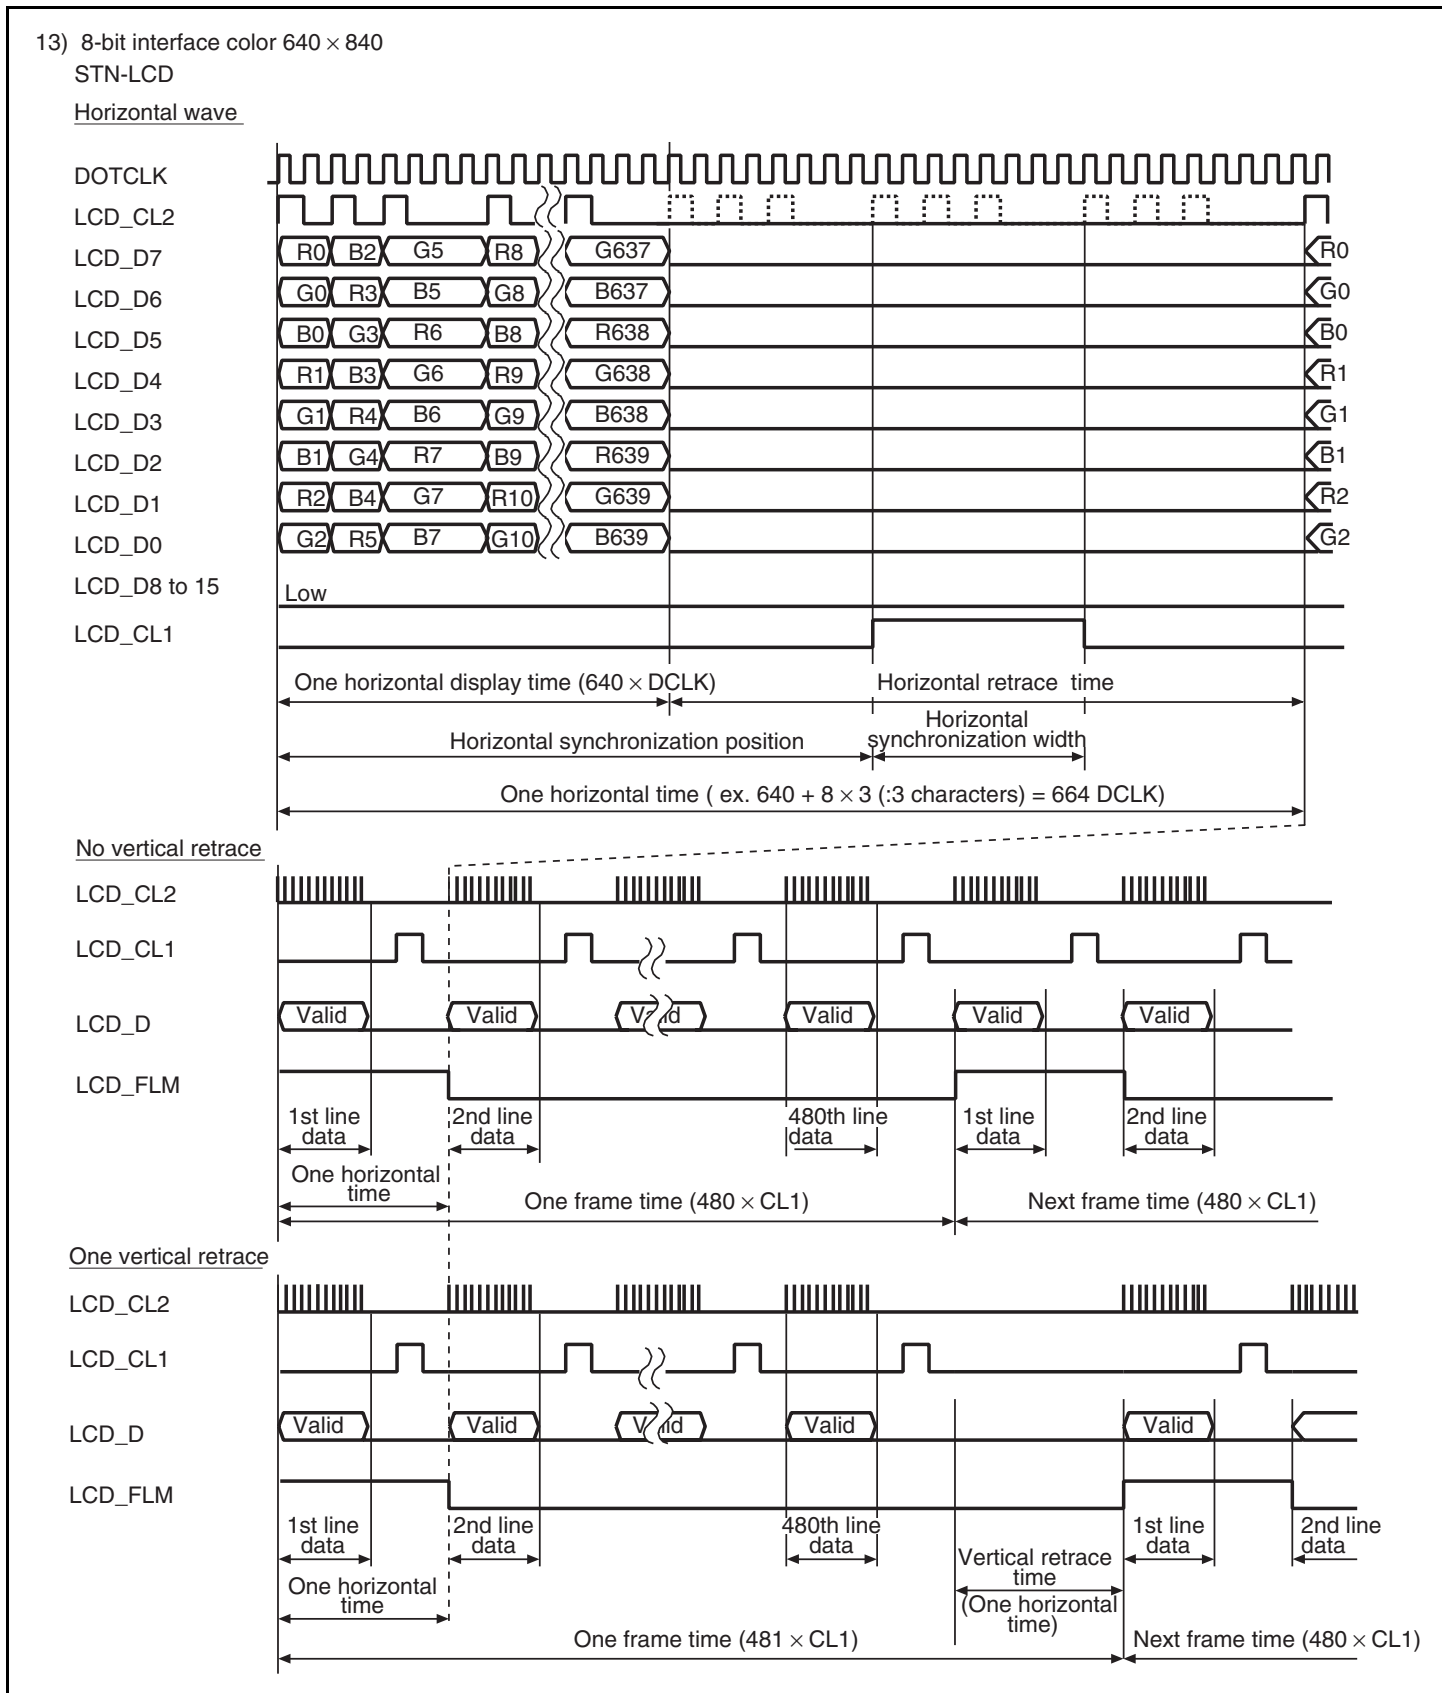 13) 8-bit interface color 640 × 840
STN-LCD
Horizontal wave
DOTCLK
LCD_CL2
LCD_D7 R0 B2 G5 R8 G637 R0
LCD_D6 G0 R3 B5 G8 B637 G0
LCD_D5 B0 G3 R6 B8 R638 B0
LCD_D4 R1 B3 G6 R9 G638 R1
LCD_D3 G1 R4 B6 G9 B638 G1
LCD_D2 B1 G4 R7 B9 R639 B1
LCD_D1 R2 B4 G7 R10 G639 R2
LCD_D0 G2 R5 B7 G10 B639 G2
LCD_D8 to 15 Low
LCD_CL1
One horizontal display time (640 × DCLK) Horizontal retrace time
Horizontal synchronization position
Horizontal
synchronization width
One horizontal time ( ex. 640 + 8 × 3 (:3 characters) = 664 DCLK)
No vertical retrace
LCD_CL2
LCD_CL1
LCD_D Valid Valid Valid Valid Valid Valid
LCD_FLM
1st line data
2nd line data
480th line data
1st line data
2nd line data
One horizontal time
One frame time (480 × CL1) Next frame time (480 × CL1)
One vertical retrace
LCD_CL2
LCD_CL1
LCD_D Valid Valid Valid Valid Valid
LCD_FLM
1st line data
2nd line data
480th line data
1st line data
2nd line data
One horizontal time
Vertical retrace time
(One horizontal time)
One frame time (481 × CL1) Next frame time (480 × CL1)